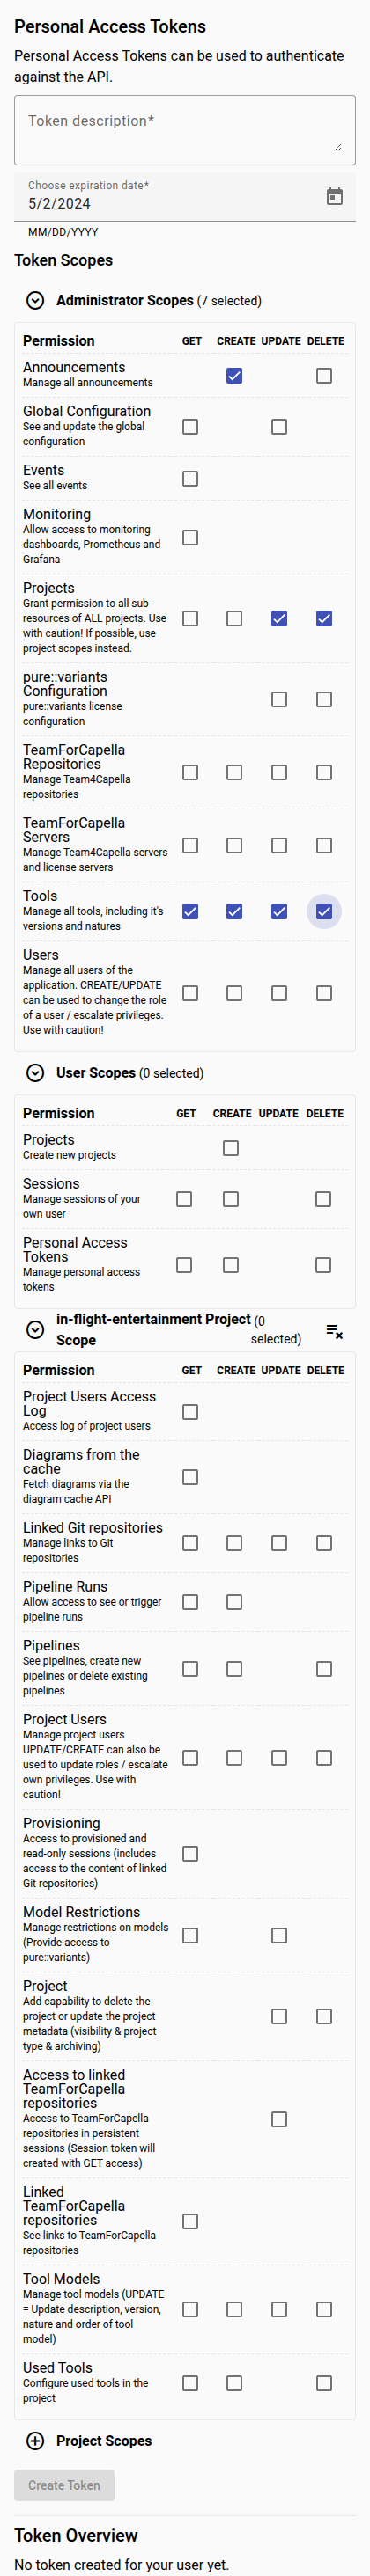 Personal Access Tokens
Personal Access Tokens can be used to authenticate
against the API.
Token description*
Choose expiration date*
5/2/2024
MM/DD/YYYY
Token Scopes
Administrator Scopes (7 selected)
Permission GET CREATE UPDATE DELETE
Announcements
Manage all announcements
Global Configuration
See and update the global
configuration
Events
See all events
Monitoring
Allow access to monitoring
dashboards, Prometheus and
Grafana
Projects
Grant permission to all sub-
resources of ALL projects. Use
with caution! If possible, use
project scopes instead.
pure::variants
Configuration
pure::variants license
configuration
TeamForCapella
Repositories
Manage Team4Capella
repositories
TeamForCapella
Servers
Manage Team4Capella servers
and license servers
Tools
Manage all tools, including it's
versions and natures
Users
Manage all users of the
application. CREATE/UPDATE
can be used to change the role
of a user / escalate privileges.
Use with caution!
User Scopes (0 selected)
Permission GET CREATE UPDATE DELETE
Projects
Create new projects
Sessions
Manage sessions of your
own user
Personal Access
Tokens
Manage personal access
tokens
in-flight-entertainment Project (0
Scope selected)
Permission GET CREATE UPDATE DELETE
Project Users Access
Log
Access log of project users
Diagrams from the
cache
Fetch diagrams via the
diagram cache API
Linked Git repositories
Manage links to Git
repositories
Pipeline Runs
Allow access to see or trigger
pipeline runs
Pipelines
See pipelines, create new
pipelines or delete existing
pipelines
Project Users
Manage project users
UPDATE/CREATE can also be
used to update roles / escalate
own privileges. Use with
caution!
Provisioning
Access to provisioned and
read-only sessions (includes
access to the content of linked
Git repositories)
Model Restrictions
Manage restrictions on models
(Provide access to
pure::variants)
Project
Add capability to delete the
project or update the project
metadata (visibility & project
type & archiving)
Access to linked
TeamForCapella
repositories
Access to TeamForCapella
repositories in persistent
sessions (Session token will
created with GET access)
Linked
TeamForCapella
repositories
See links to TeamForCapella
repositories
Tool Models
Manage tool models (UPDATE
= Update description, version,
nature and order of tool
model)
Used Tools
Configure used tools in the
project
Project Scopes
Create Token
Token Overview
No token created for your user yet.